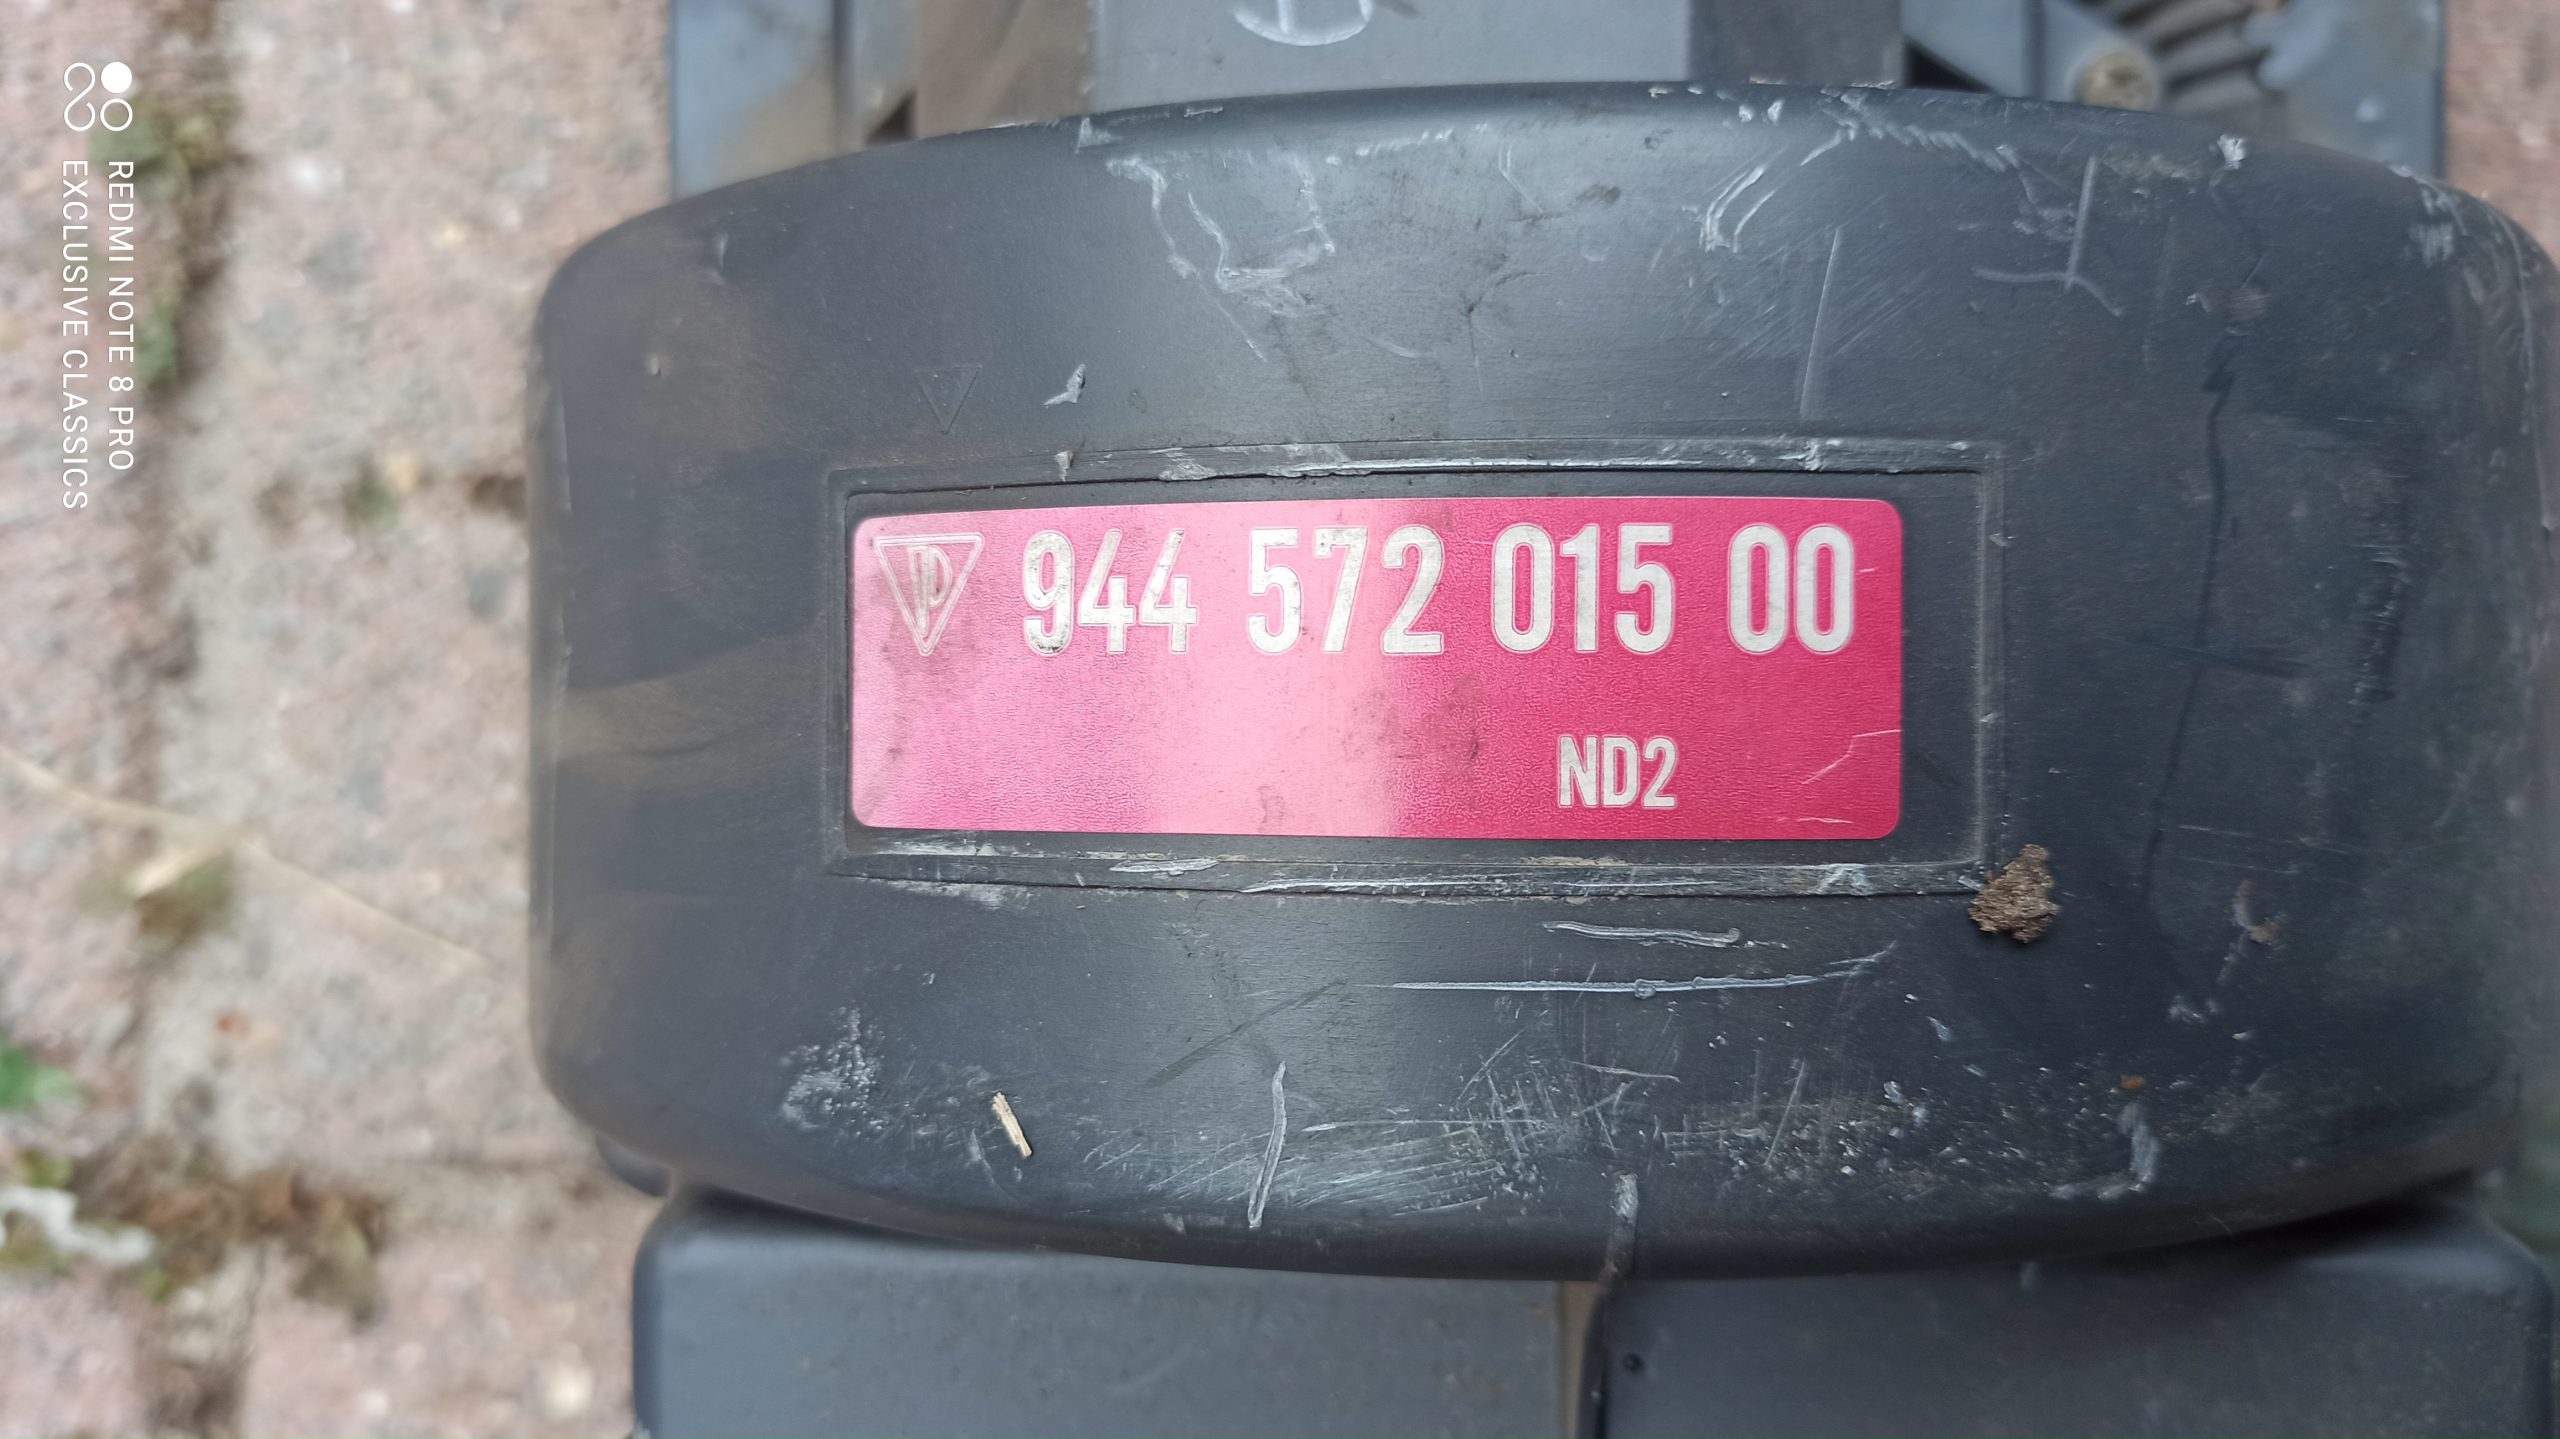 944 572 015 00
ND2
REDMI NOTE 8 PRO
EXCLUSIVE CLASSICS